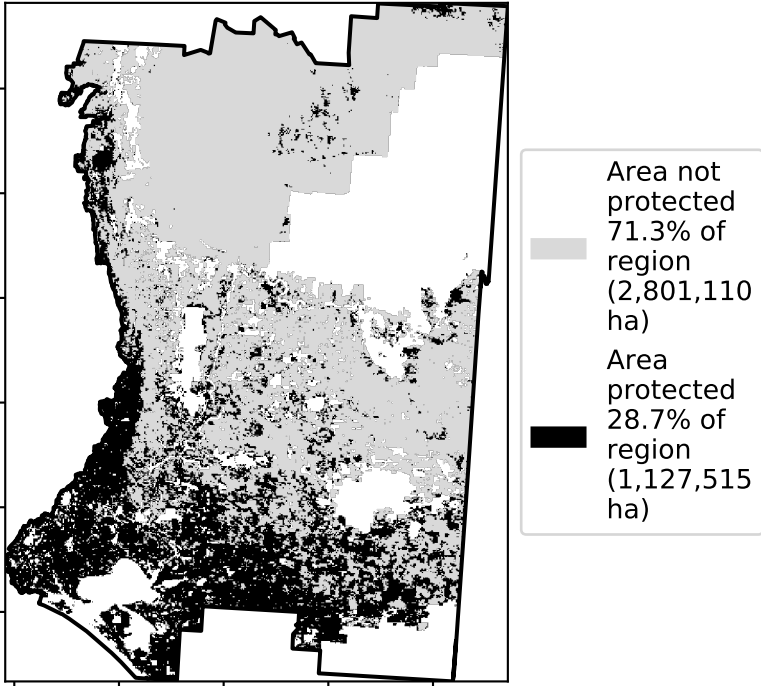 Area not
protected
71.3% of
region
(2,801,110
ha)
Area
protected
28.7% of
region
(1,127,515
ha)